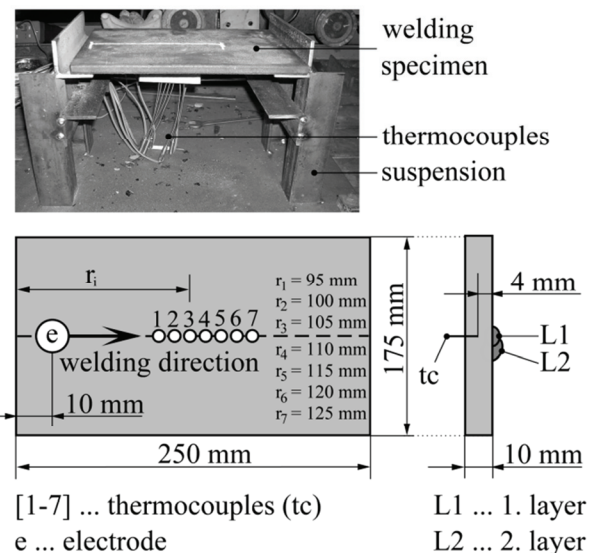 welding
specimen
thermocouples
suspension
rᵢ
r₁ = 95 mm
r₂ = 100 mm
r₃ = 105 mm
r₄ = 110 mm
r₅ = 115 mm
r₆ = 120 mm
r₇ = 125 mm
1 2 3 4 5 6 7
e
welding direction
10 mm
250 mm
175 mm
4 mm
L1
L2
tc
10 mm
[1-7] ... thermocouples (tc)
e ... electrode
L1 ... 1. layer
L2 ... 2. layer